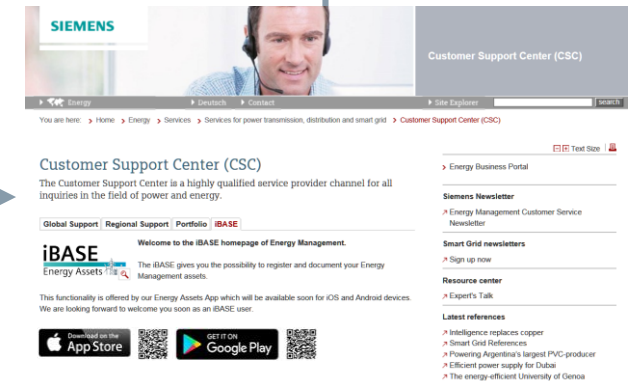 SIEMENS
Customer Support Center (CSC)
Energy
Deutsch
Contact
Site Explorer
search
You are here: Home Energy Services Services for power transmission, distribution and smart grid Customer Support Center (CSC)
Text Size
Customer Support Center (CSC)
The Customer Support Center is a highly qualified service provider channel for all
inquiries in the field of power and energy.
Global Support
Regional Support
Portfolio
iBASE
iBASE
Energy Assets
Welcome to the iBASE homepage of Energy Management.
The iBASE gives you the possibility to register and document your Energy
Management assets.
This functionality is offered by our Energy Assets App which will be available soon for iOS and Android devices.
We are looking forward to welcome you soon as an iBASE user.
Download on the
App Store
GET IT ON
Google Play
Energy Business Portal
Siemens Newsletter
Energy Management Customer Service
Newsletter
Smart Grid newsletters
Sign up now
Resource center
Expert's Talk
Latest references
Intelligence replaces copper
Smart Grid References
Powering Argentina's largest PVC-producer
Efficient power supply for Dubai
The energy-efficient University of Genoa